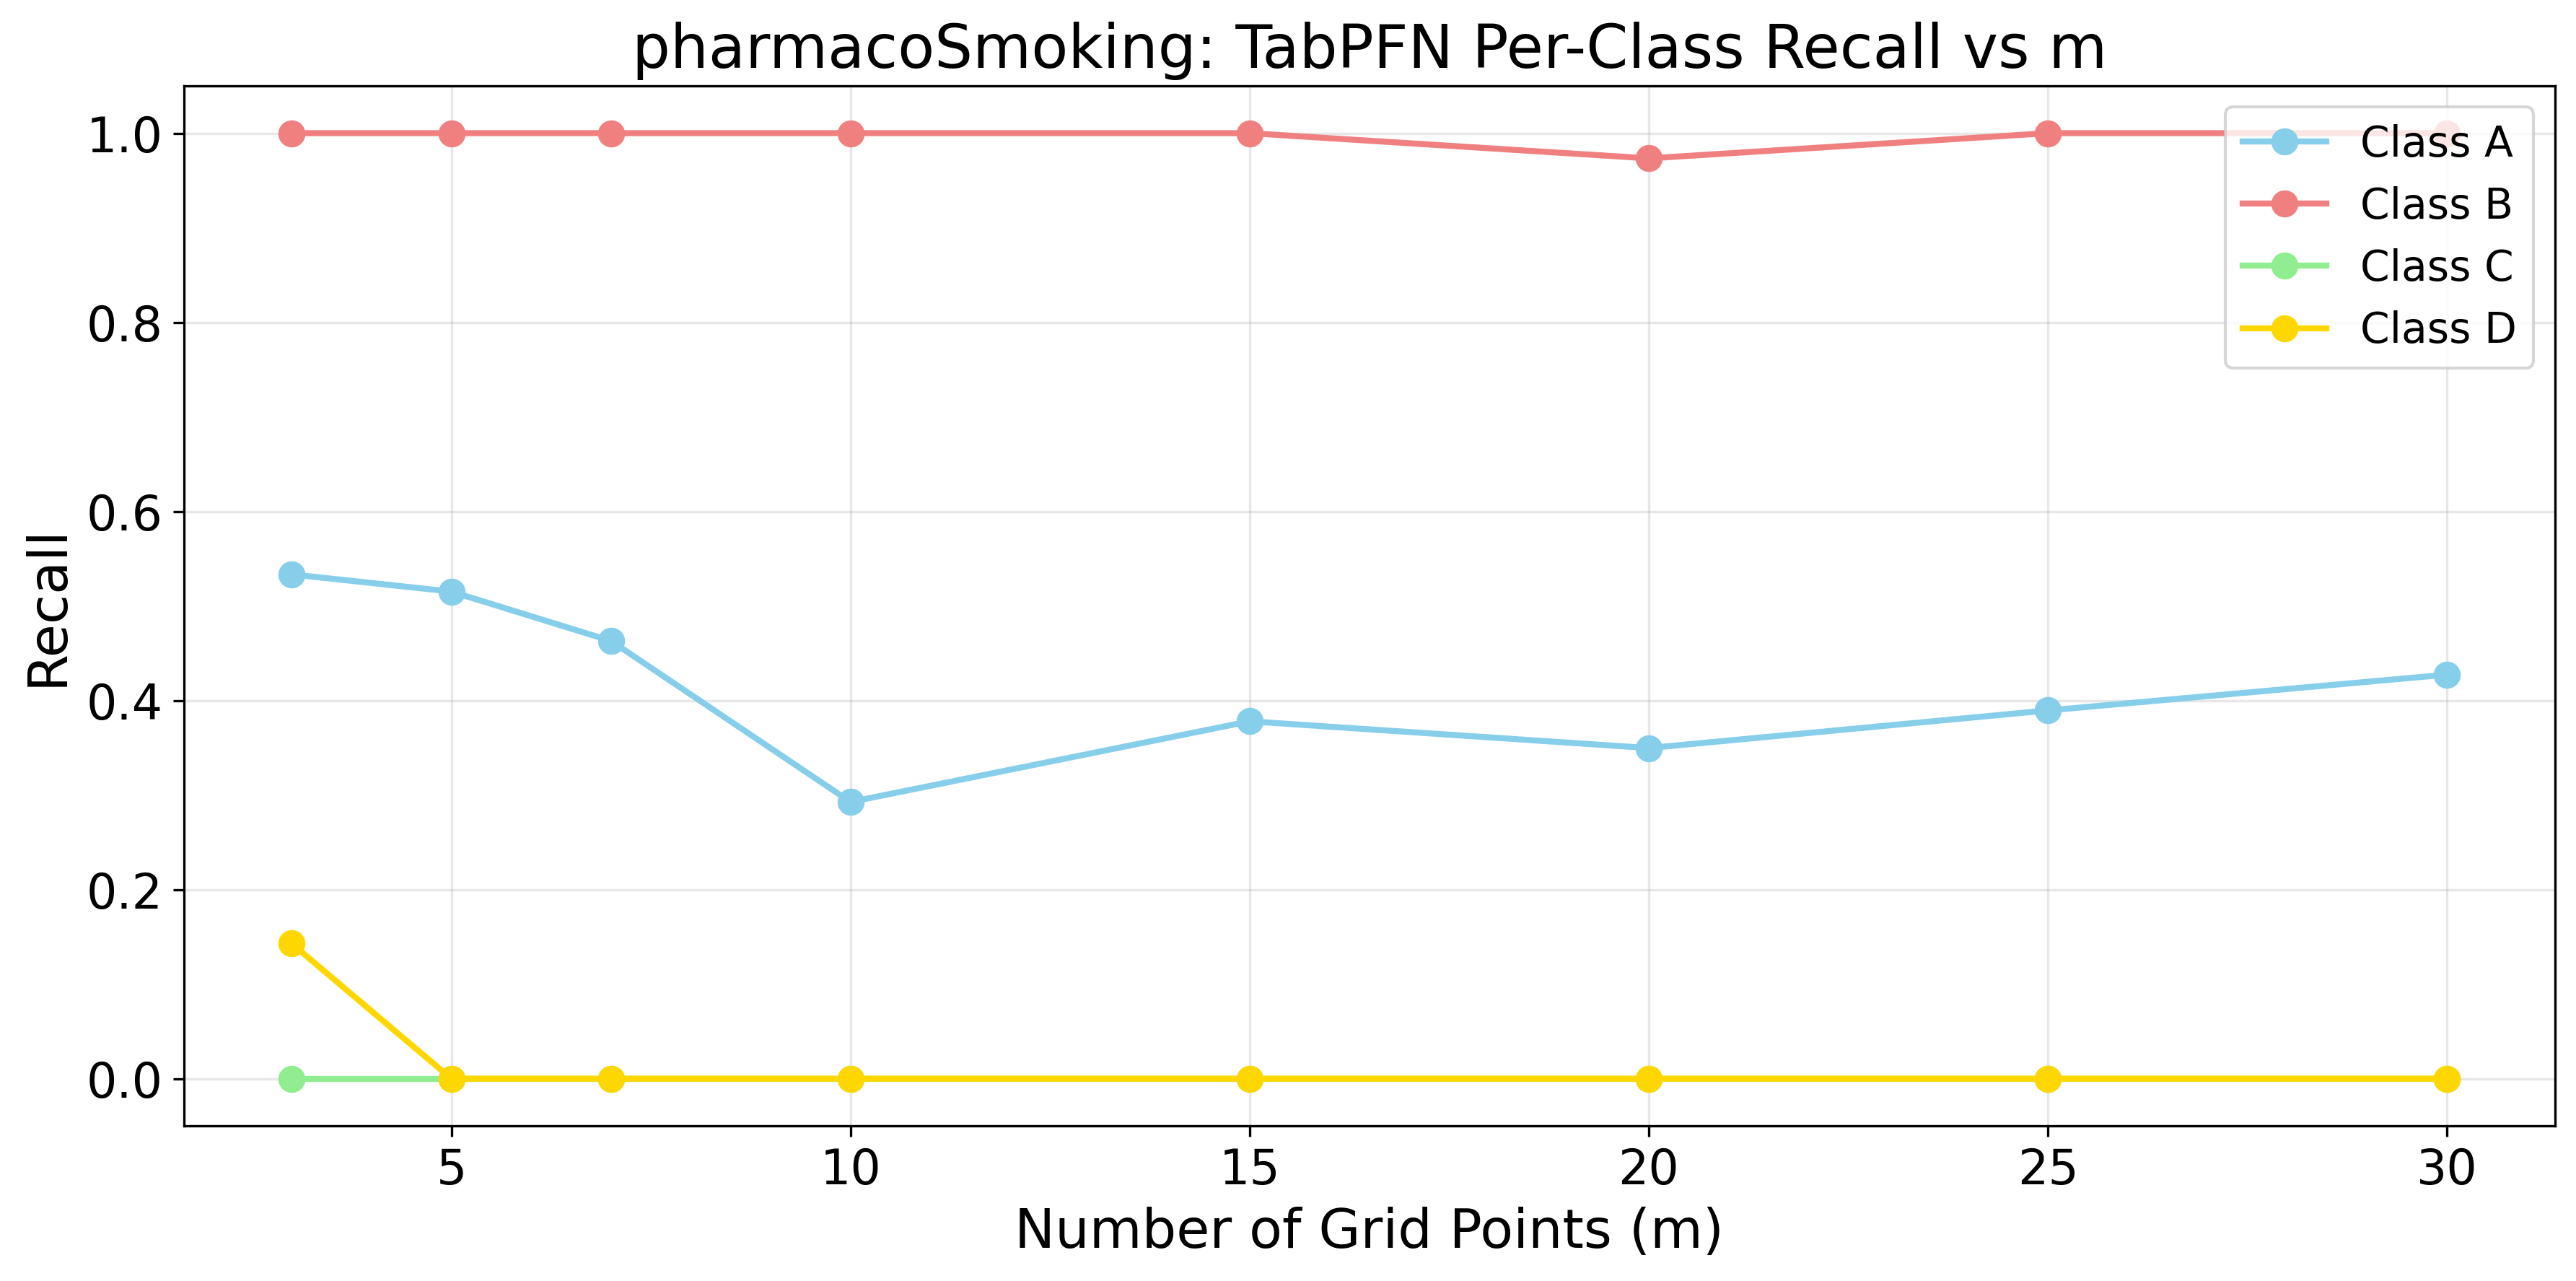 pharmacoSmoking: TabPFN Per-Class Recall vs m
1.0
0.8
0.6
0.4
0.2
0.0
Recall
Class A
Class B
Class C
Class D
5 10 15 20 25 30
Number of Grid Points (m)